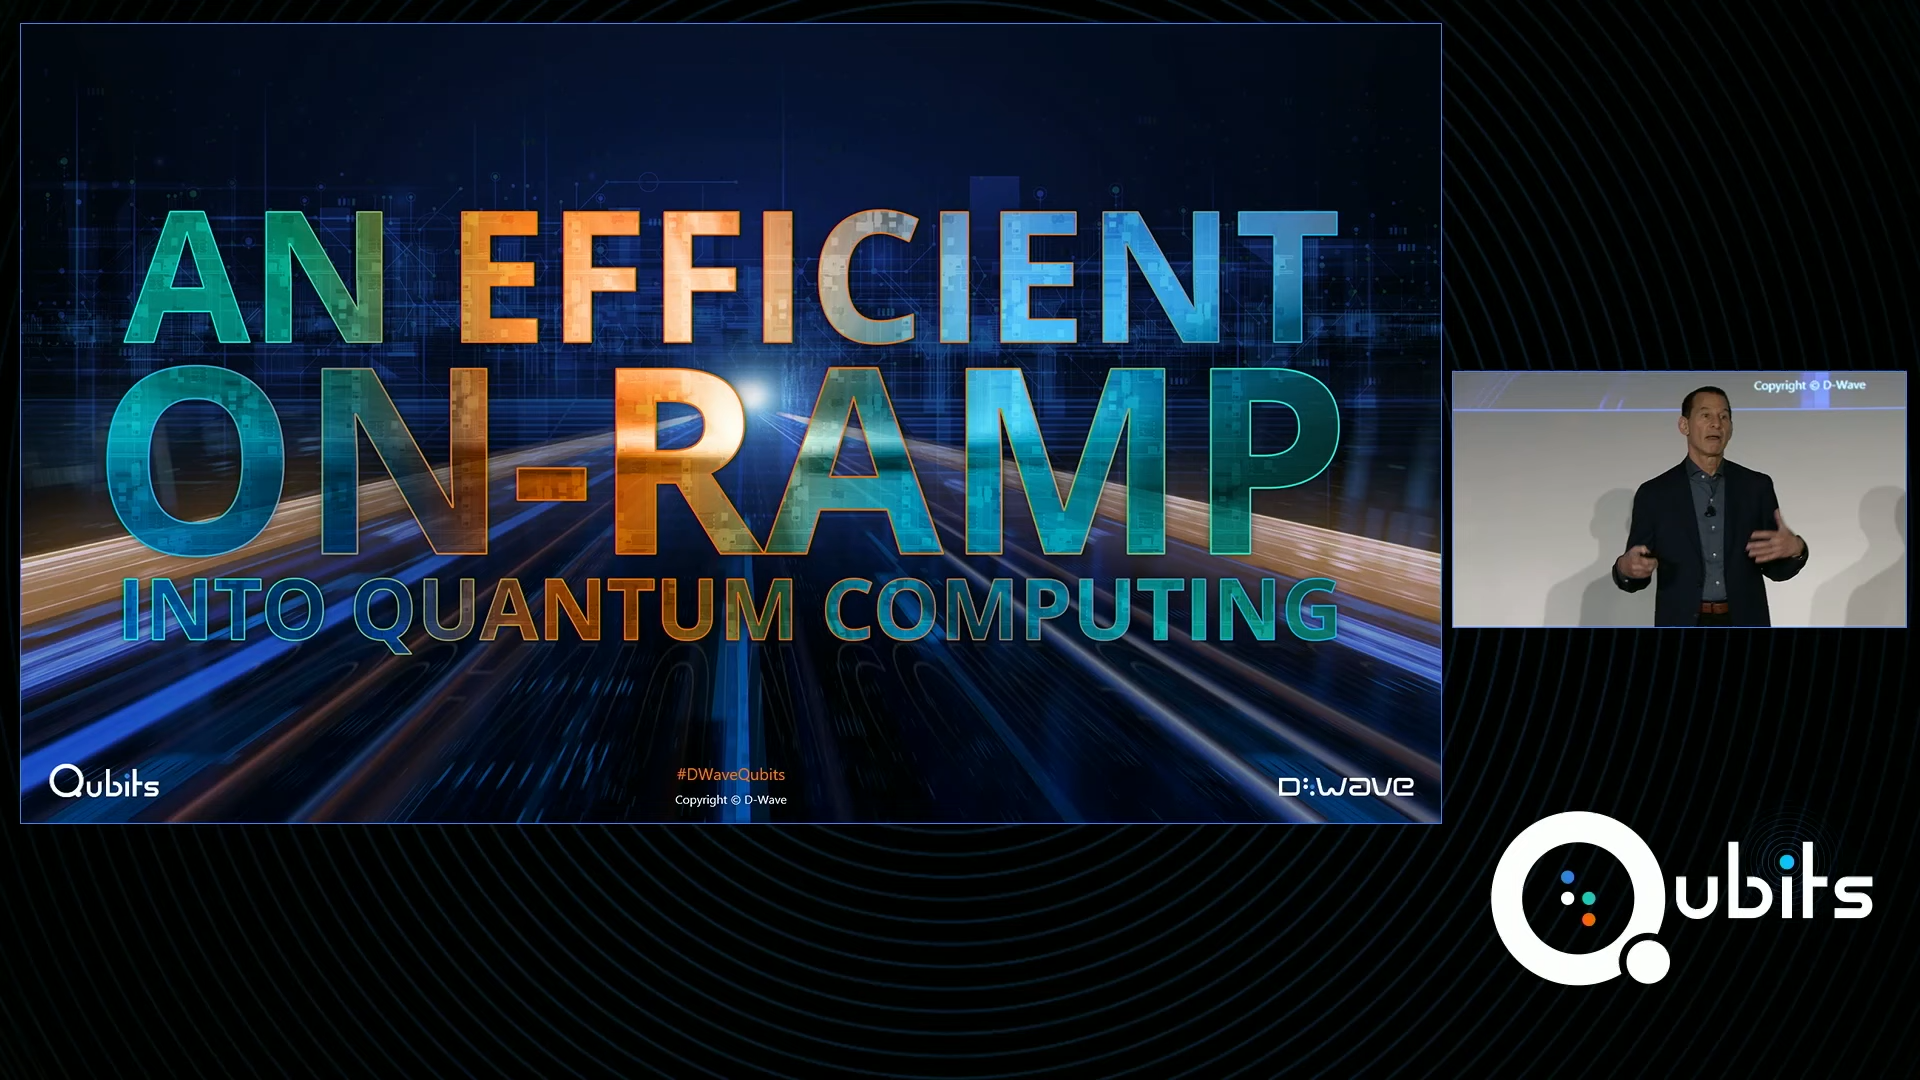 AN EFFICIENT
ON-RAMP
INTO QUANTUM COMPUTING
Qubits
#DWaveQubits
Copyright © D-Wave
D:WAVE
Copyright © D-Wave
Qubits